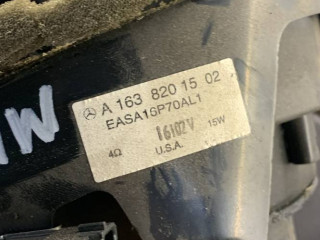 A 163 820 15 02
EASA16P70AL1
16102V
4Ω U.S.A. 15W